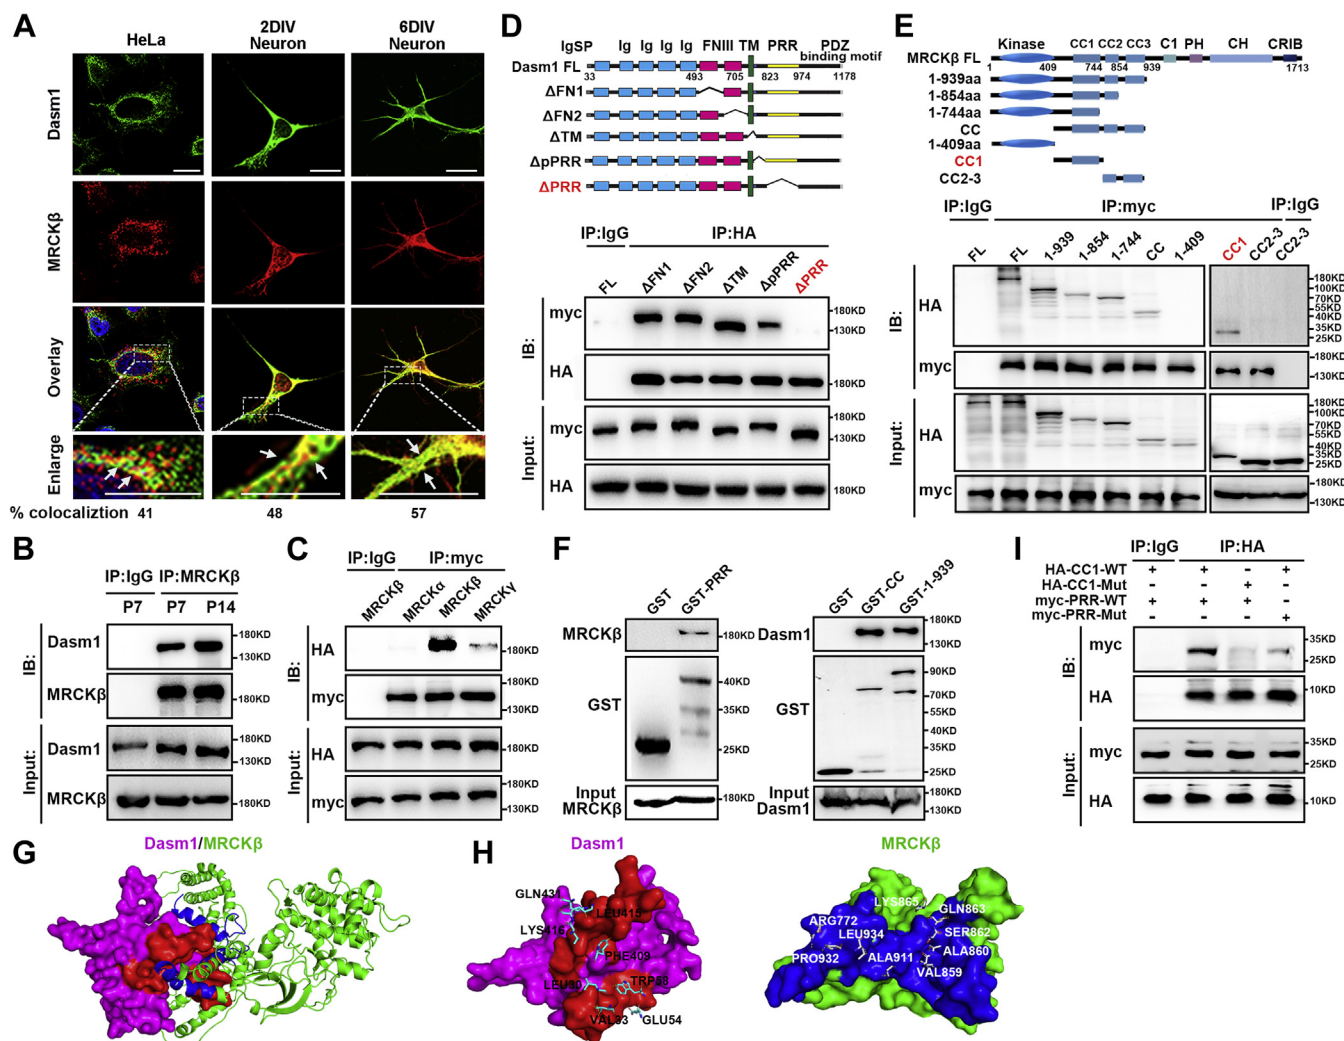 A
HeLa
2DIV
Neuron
6DIV
Neuron
Dasm1
MRCKβ
Overlay
Enlarge
% colocaliztion 41 48 57
B
IP:IgG IP:MRCKβ
P7 P7 P14
IB:
Dasm1
180KD
130KD
MRCKβ
180KD
Input:
Dasm1
180KD
130KD
MRCKβ
180KD
C
IP:IgG IP:myc
MRCKβ MRCKα MRCKβ MRCKγ
IB:
HA
180KD
myc
180KD
130KD
Input:
HA
180KD
myc
180KD
130KD
D
IgSP Ig Ig Ig Ig FNIII TM PRR PDZ
binding motif
Dasm1 FL
33 493 705 823 974 1178
ΔFN1
ΔFN2
ΔTM
ΔpPRR
ΔPRR
IP:IgG IP:HA
FL ΔFN1 ΔFN2 ΔTM ΔpPRR ΔPRR
IB:
myc
180KD
130KD
HA
180KD
Input:
myc
180KD
130KD
HA
180KD
E
Kinase CC1 CC2 CC3 C1 PH CH CRIB
MRCKβ FL
1 409 744 854 939 1713
1-939aa
1-854aa
1-744aa
CC
1-409aa
CC1
CC2-3
IP:IgG IP:myc IP:IgG
FL FL 1-939 1-854 1-744 CC 1-409 CC1 CC2-3 CC2-3
IB:
HA
180KD
100KD
70KD
55KD
40KD
35KD
25KD
myc
180KD
130KD
Input:
HA
180KD
100KD
70KD
55KD
40KD
35KD
25KD
myc
180KD
130KD
F
GST GST-PRR
MRCKβ
180KD
GST
40KD
35KD
25KD
Input
MRCKβ
180KD
GST GST-CC GST-1-939
Dasm1
180KD
130KD
GST
90KD
70KD
55KD
40KD
35KD
25KD
Input
Dasm1
180KD
130KD
I
IP:IgG IP:HA
HA-CC1-WT + + - +
HA-CC1-Mut - - + -
myc-PRR-WT + + + -
myc-PRR-Mut - - - +
IB:
myc
35KD
25KD
HA
10KD
Input:
myc
35KD
25KD
HA
10KD
G
Dasm1/MRCKβ
H
Dasm1
GLN431
LEU415
LYS416
PHE409
LEU30
TRP58
VAL33
GLU54
MRCKβ
LYS865
GLN863
ARG772
SER862
LEU934
ALA860
PRO932
ALA911
VAL859